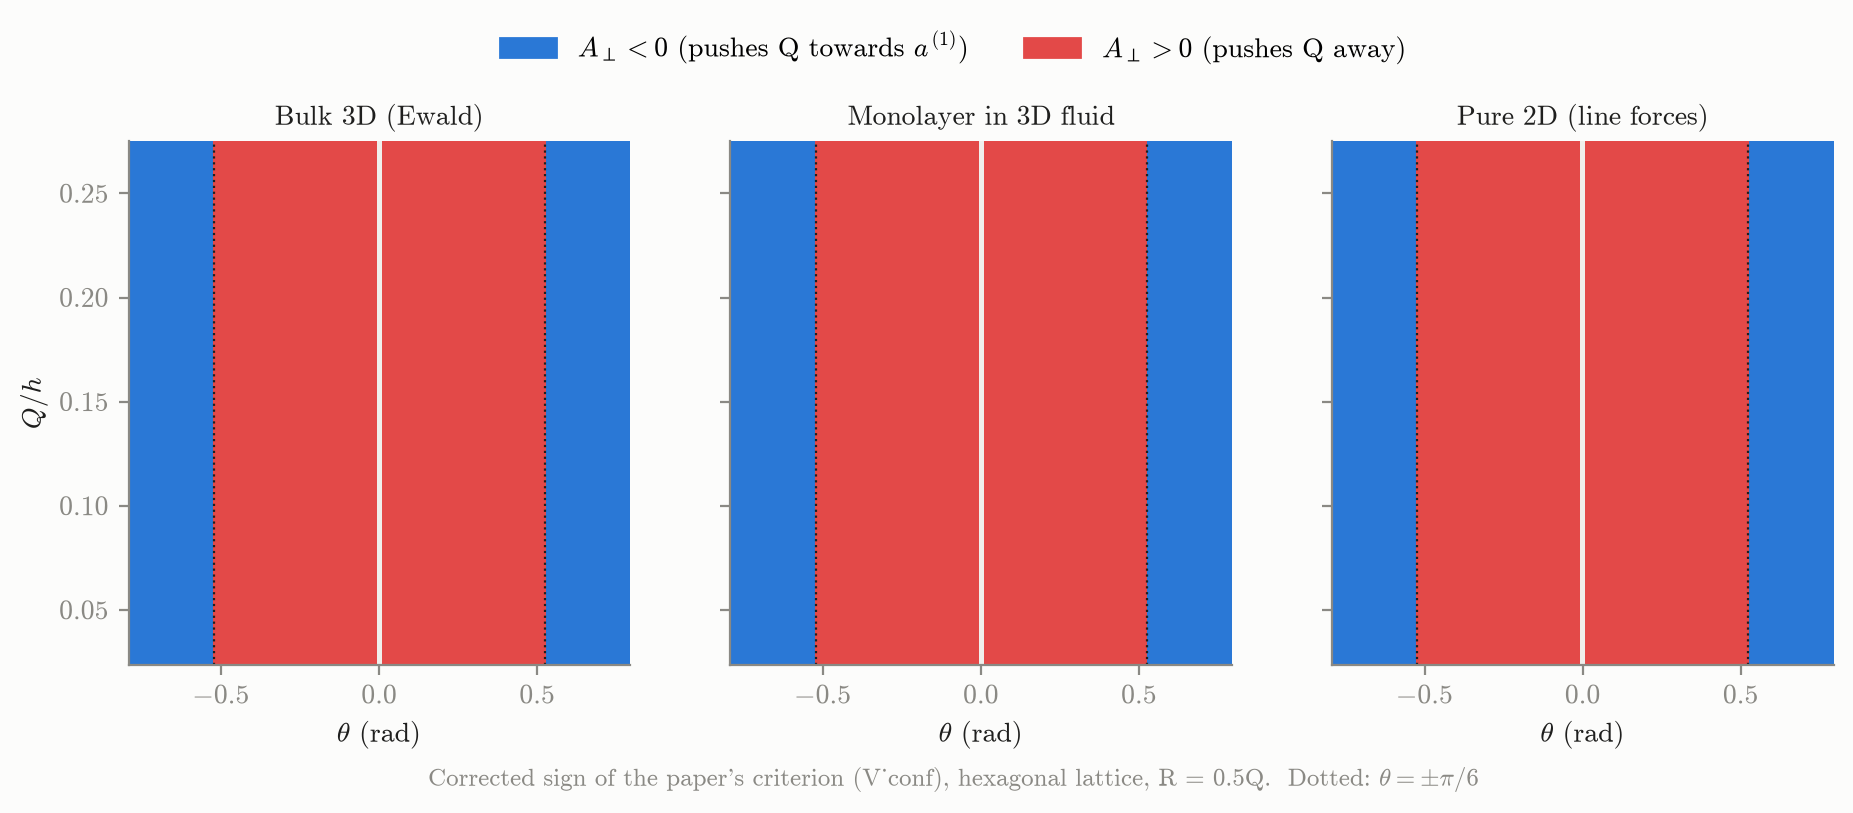 A⊥ < 0 (pushes Q towards a⁽¹⁾) A⊥ > 0 (pushes Q away)
Bulk 3D (Ewald) Monolayer in 3D fluid Pure 2D (line forces)
0.25
0.20
0.15
0.10
0.05
Q/h
−0.5 0.0 0.5 −0.5 0.0 0.5 −0.5 0.0 0.5
θ (rad) θ (rad) θ (rad)
Corrected sign of the paper's criterion (V˙conf), hexagonal lattice, R = 0.5Q. Dotted: θ = ±π/6